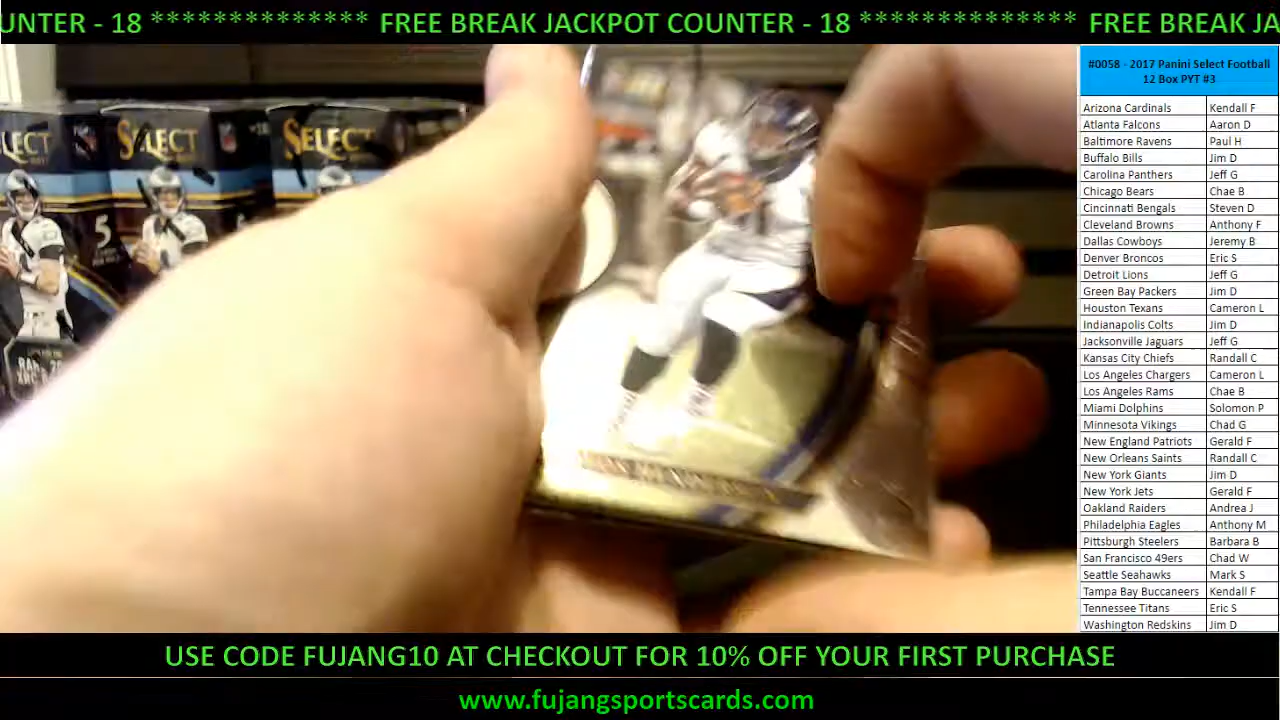 UNTER - 18 ************** FREE BREAK JACKPOT COUNTER - 18 ************** FREE BREAK JA
#0058 - 2017 Panini Select Football
12 Box PYT #3
Arizona Cardinals Kendall F
Atlanta Falcons Aaron D
Baltimore Ravens Paul H
Buffalo Bills Jim D
Carolina Panthers Jeff G
Chicago Bears Chae B
Cincinnati Bengals Steven D
Cleveland Browns Anthony F
Dallas Cowboys Jeremy B
Denver Broncos Eric S
Detroit Lions Jeff G
Green Bay Packers Jim D
Houston Texans Cameron L
Indianapolis Colts Jim D
Jacksonville Jaguars Jeff G
Kansas City Chiefs Randall C
Los Angeles Chargers Cameron L
Los Angeles Rams Chae B
Miami Dolphins Solomon P
Minnesota Vikings Chad G
New England Patriots Gerald F
New Orleans Saints Randall C
New York Giants Jim D
New York Jets Gerald F
Oakland Raiders Andrea J
Philadelphia Eagles Anthony M
Pittsburgh Steelers Barbara B
San Francisco 49ers Chad W
Seattle Seahawks Mark S
Tampa Bay Buccaneers Kendall F
Tennessee Titans Eric S
Washington Redskins Jim D
LECT
SELECT
SELECT
5
USE CODE FUJANG10 AT CHECKOUT FOR 10% OFF YOUR FIRST PURCHASE
www.fujangsportscards.com